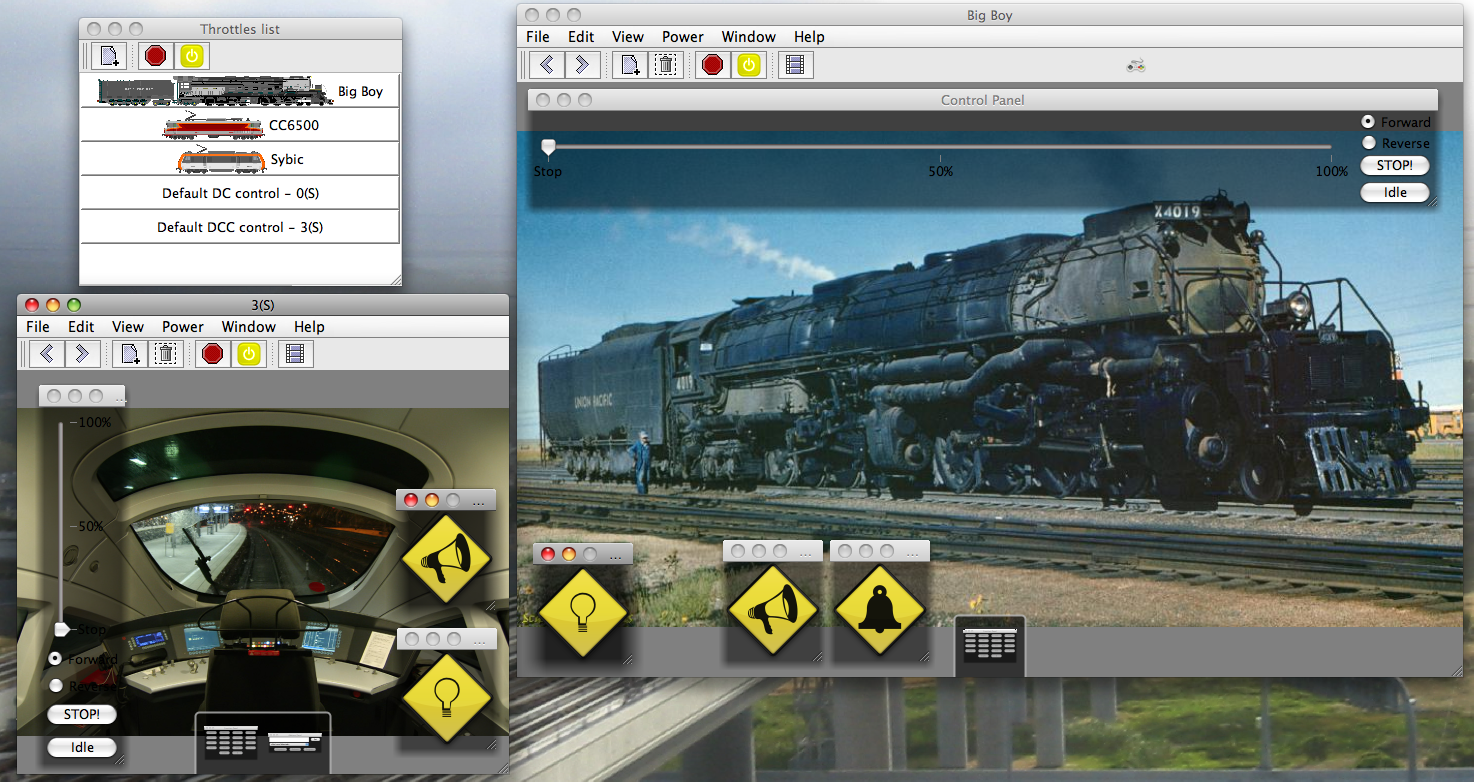 Throttles list
Big Boy
CC6500
Sybic
Default DC control - 0(S)
Default DCC control - 3(S)
3(S)
File Edit View Power Window Help
...
100%
50%
Stop
Forward
Reverse
STOP!
Idle
...
...
Big Boy
File Edit View Power Window Help
Control Panel
Stop
50%
100%
Forward
Reverse
STOP!
Idle
X4019
UNION PACIFIC
4019
...
...
...